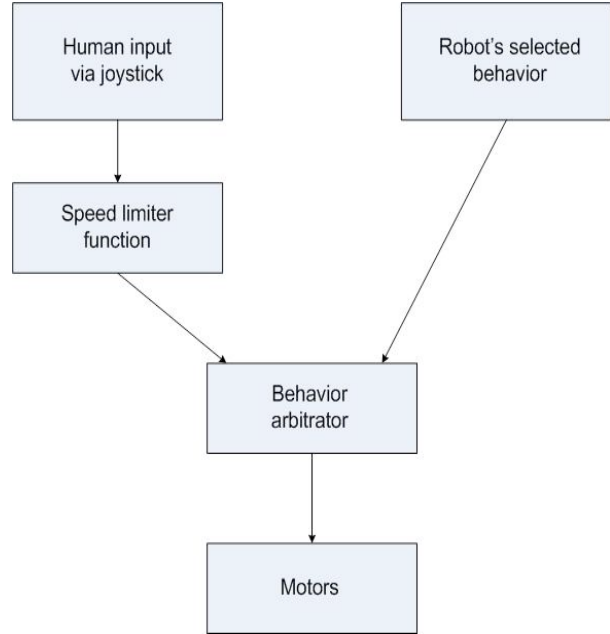 Human input
via joystick
Robot's selected
behavior
Speed limiter
function
Behavior
arbitrator
Motors